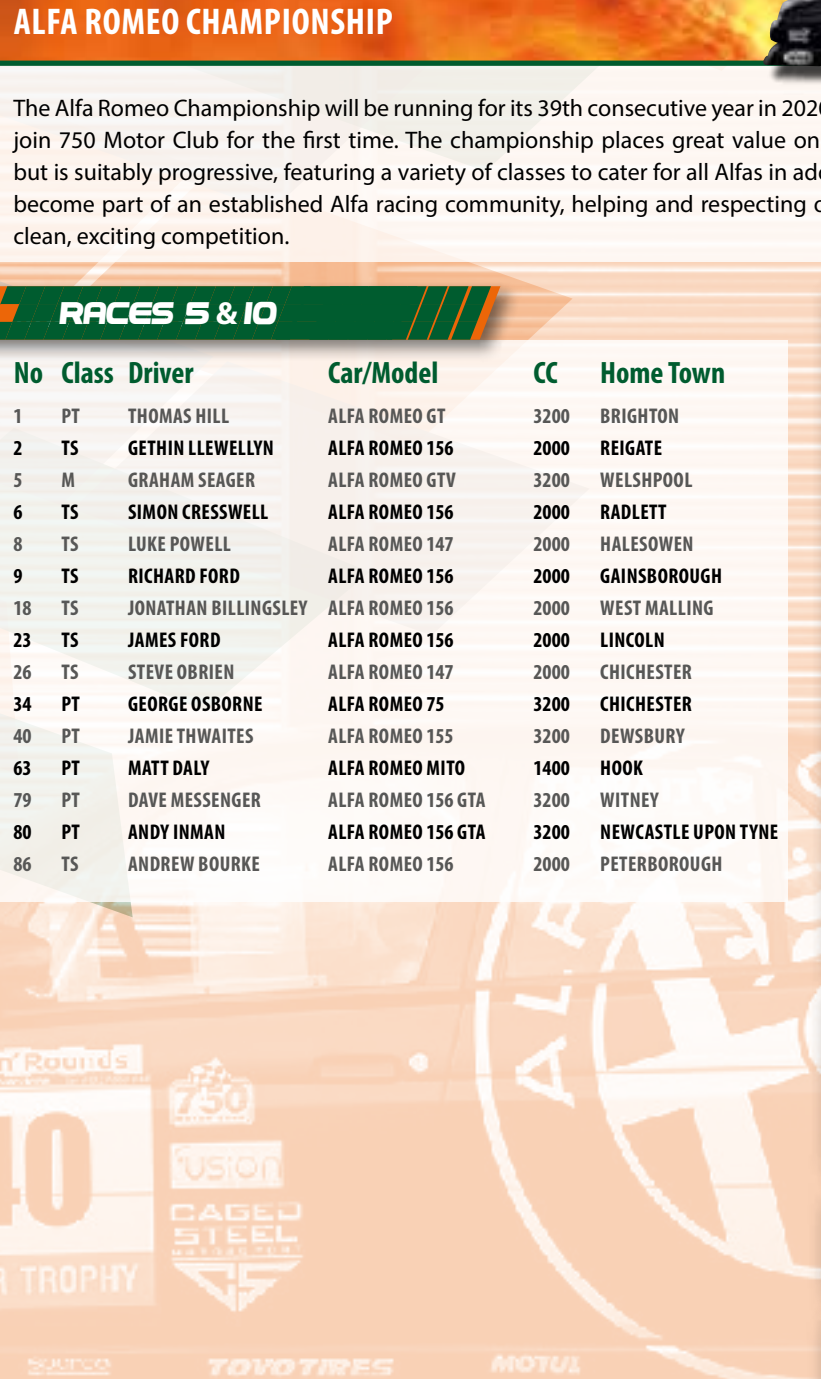 ALFA ROMEO CHAMPIONSHIP
The Alfa Romeo Championship will be running for its 39th consecutive year in 2020
join 750 Motor Club for the first time. The championship places great value on
but is suitably progressive, featuring a variety of classes to cater for all Alfas in
become part of an established Alfa racing community, helping and respecting
clean, exciting competition.
RACES 5 & 10
No Class Driver Car/Model CC Home Town
1 PT THOMAS HILL ALFA ROMEO GT 3200 BRIGHTON
2 TS GETHIN LLEWELLYN ALFA ROMEO 156 2000 REIGATE
5 M GRAHAM SEAGER ALFA ROMEO GTV 3200 WELSHPOOL
6 TS SIMON CRESSWELL ALFA ROMEO 156 2000 RADLETT
8 TS LUKE POWELL ALFA ROMEO 147 2000 HALESOWEN
9 TS RICHARD FORD ALFA ROMEO 156 2000 GAINSBOROUGH
18 TS JONATHAN BILLINGSLEY ALFA ROMEO 156 2000 WEST MALLING
23 TS JAMES FORD ALFA ROMEO 156 2000 LINCOLN
26 TS STEVE OBRIEN ALFA ROMEO 147 2000 CHICHESTER
34 PT GEORGE OSBORNE ALFA ROMEO 75 3200 CHICHESTER
40 PT JAMIE THWAITES ALFA ROMEO 155 3200 DEWSBURY
63 PT MATT DALY ALFA ROMEO MITO 1400 HOOK
79 PT DAVE MESSENGER ALFA ROMEO 156 GTA 3200 WITNEY
80 PT ANDY INMAN ALFA ROMEO 156 GTA 3200 NEWCASTLE UPON TYNE
86 TS ANDREW BOURKE ALFA ROMEO 156 2000 PETERBOROUGH
n' Rounds
750
40
fusion
CAGED
STEEL
CS
R TROPHY
TOYO TIRES
MOTUL